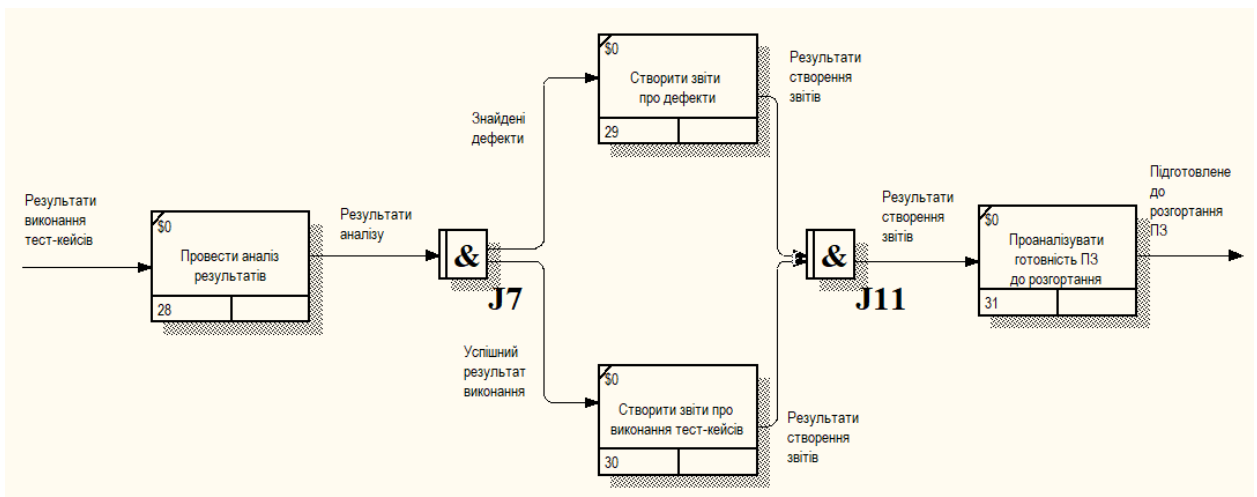 Результати
виконання
тест-кейсів
$0
Провести аналіз
результатів
28
Результати
аналізу
&
J7
Знайдені
дефекти
$0
Створити звіти
про дефекти
29
Результати
створення
звітів
Успішний
результат
виконання
$0
Створити звіти про
виконання тест-кейсів
30
Результати
створення
звітів
&
J11
Результати
створення
звітів
$0
Проаналізувати
готовність ПЗ
до розгортання
31
Підготовлене
до
розгортання
ПЗ